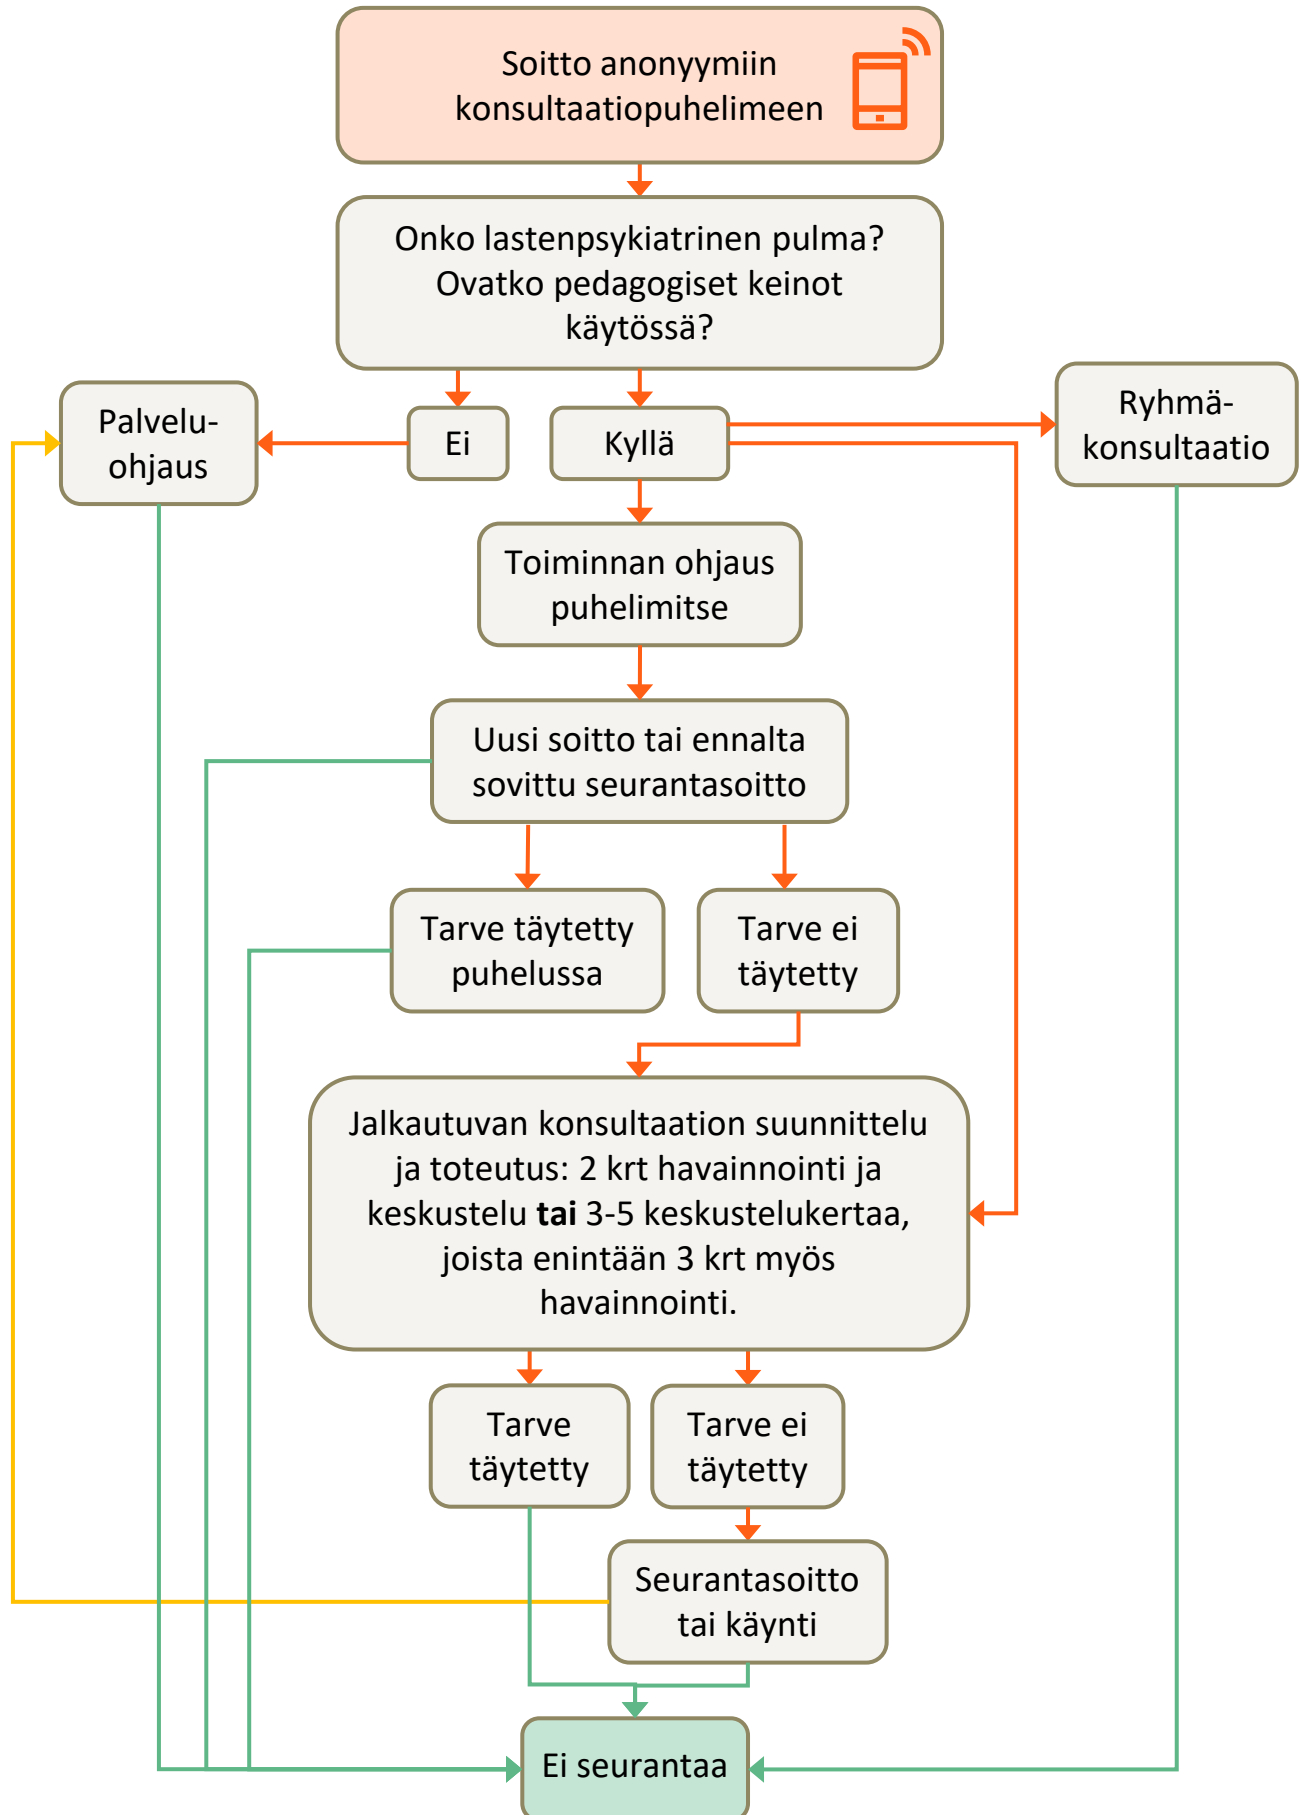 Soitto anonyymiin
konsultaatiopuhelimeen
Onko lastenpsykiatrinen pulma?
Ovatko pedagogiset keinot
käytössä?
Palvelu-
ohjaus
Ei
Kyllä
Ryhmä-
konsultaatio
Toiminnan ohjaus
puhelimitse
Uusi soitto tai ennalta
sovittu seurantasoitto
Tarve täytetty
puhelussa
Tarve ei
täytetty
Jalkautuvan konsultaation suunnittelu
ja toteutus: 2 krt havainnointi ja
keskustelu tai 3-5 keskustelukertaa,
joista enintään 3 krt myös
havainnointi.
Tarve
täytetty
Tarve ei
täytetty
Seurantasoitto
tai käynti
Ei seurantaa